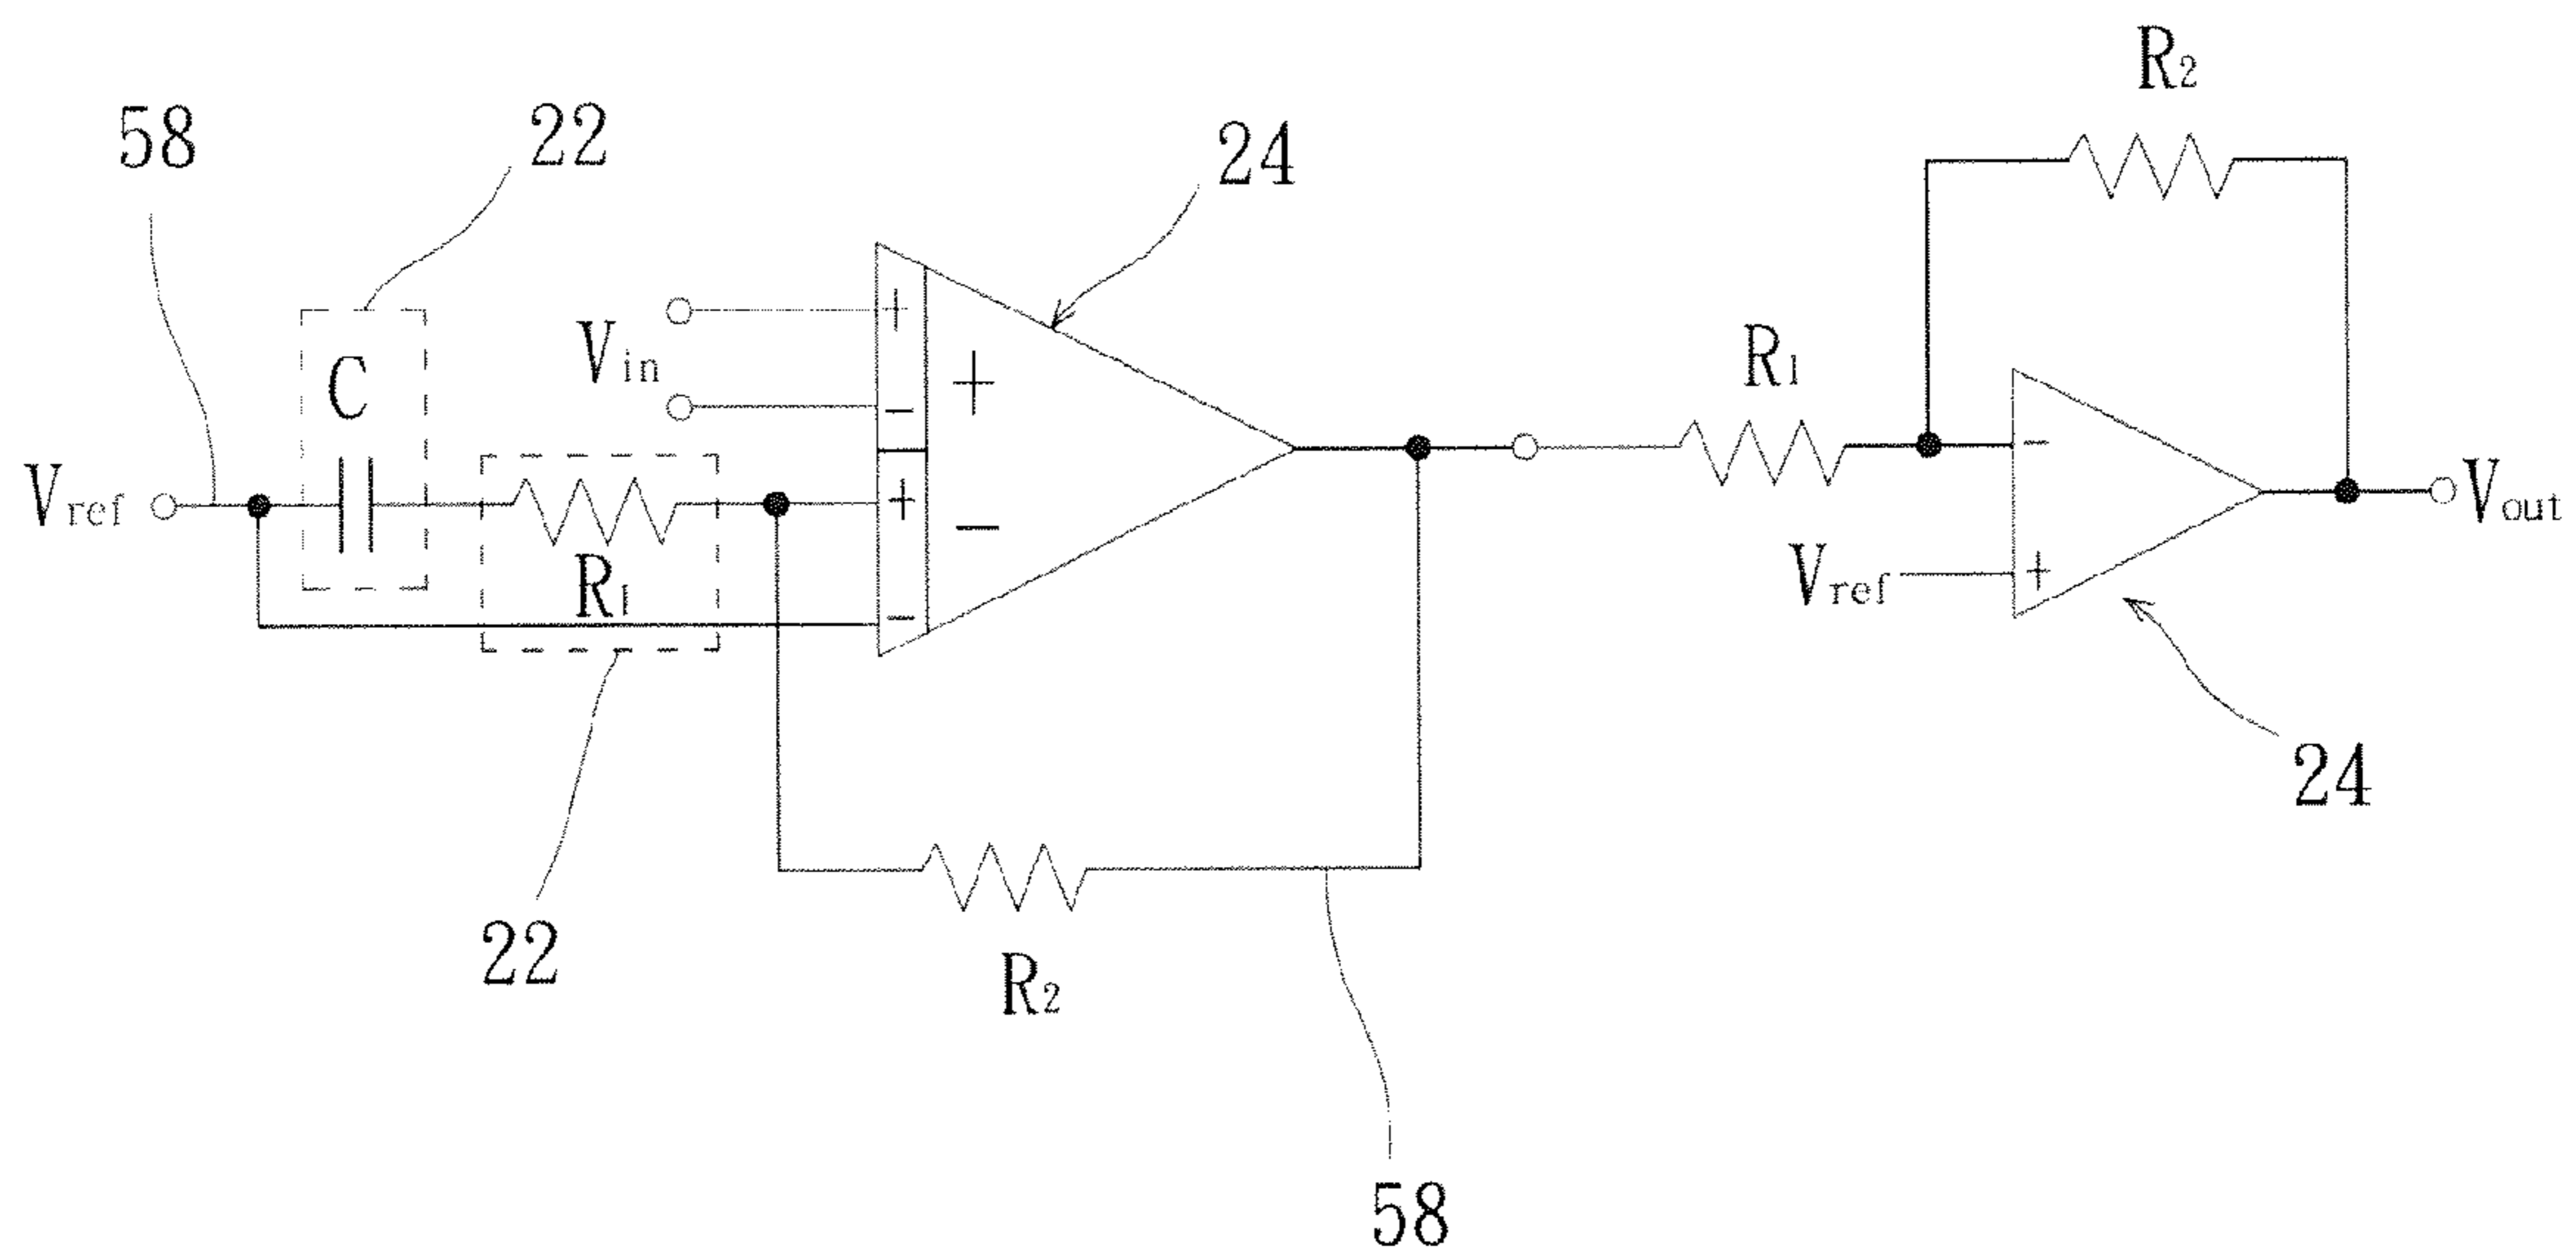 R2
58
22
24
Vin
+
−
+
C
R1
−
Vref
+
−
Vout
R1
−
Vref
+
24
22
R2
58